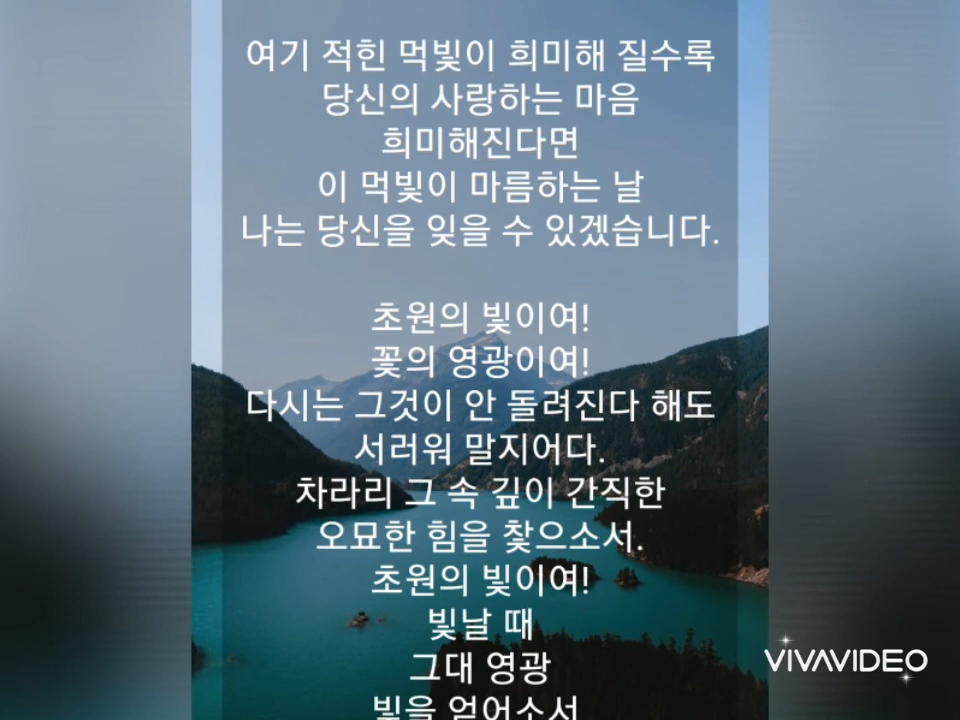 여기 적힌 먹빛이 희미해 질수록
당신의 사랑하는 마음
희미해진다면
이 먹빛이 마름하는 날
나는 당신을 잊을 수 있겠습니다.
초원의 빛이여!
꽃의 영광이여!
다시는 그것이 안 돌려진다 해도
서러워 말지어다.
차라리 그 속 깊이 간직한
오묘한 힘을 찾으소서.
초원의 빛이여!
빛날 때
그대 영광
빛을 얻어소서
VIVAVIDEO